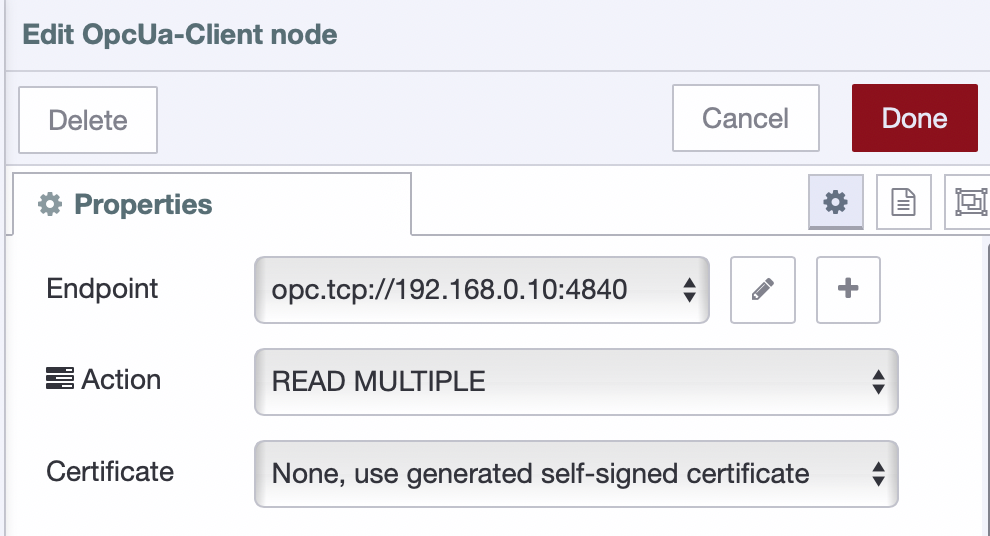 Edit OpcUa-Client node
Delete
Cancel
Done
Properties
Endpoint
opc.tcp://192.168.0.10:4840
Action
READ MULTIPLE
Certificate
None, use generated self-signed certificate